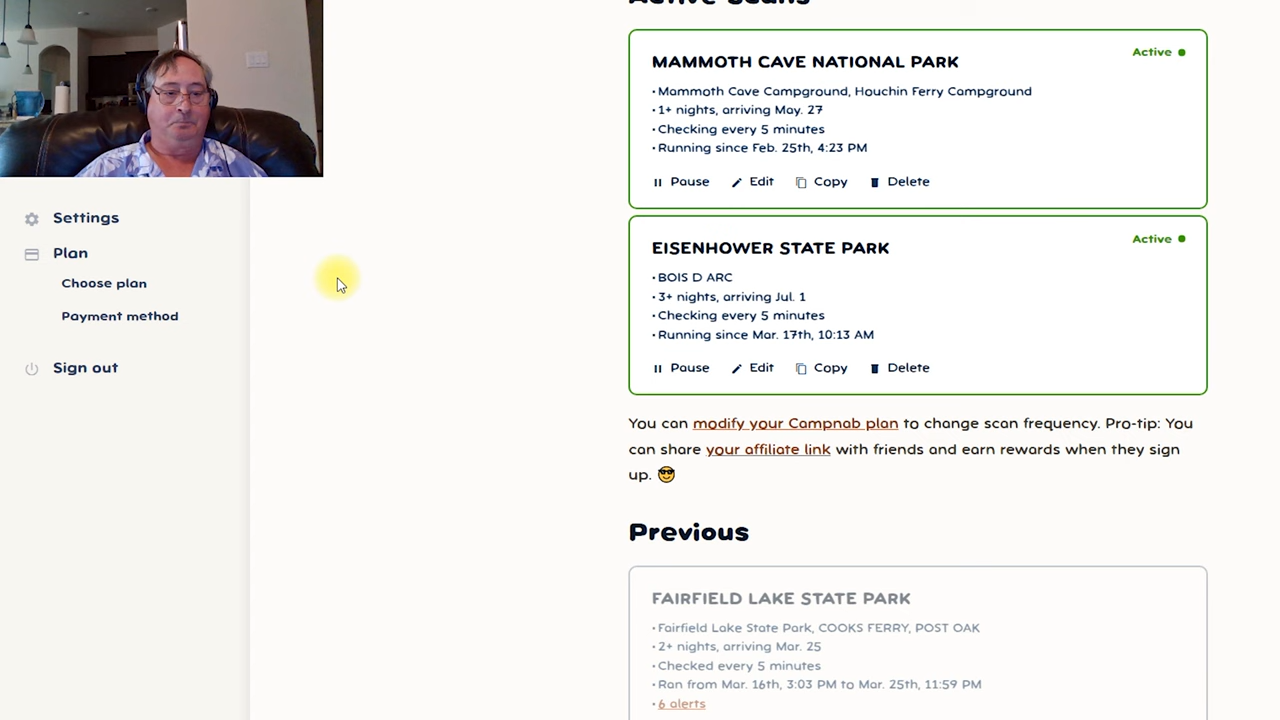 Active Scans
MAMMOTH CAVE NATIONAL PARK
Active
• Mammoth Cave Campground, Houchin Ferry Campground
• 1+ nights, arriving May. 27
• Checking every 5 minutes
• Running since Feb. 25th, 4:23 PM
Pause Edit Copy Delete
EISENHOWER STATE PARK
Active
• BOIS D ARC
• 3+ nights, arriving Jul. 1
• Checking every 5 minutes
• Running since Mar. 17th, 10:13 AM
Pause Edit Copy Delete
You can modify your Campnab plan to change scan frequency. Pro-tip: You
can share your affiliate link with friends and earn rewards when they sign
up. 😎
Previous
FAIRFIELD LAKE STATE PARK
• Fairfield Lake State Park, COOKS FERRY, POST OAK
• 2+ nights, arriving Mar. 25
• Checked every 5 minutes
• Ran from Mar. 16th, 3:03 PM to Mar. 25th, 11:59 PM
• 6 alerts
Settings
Plan
Choose plan
Payment method
Sign out